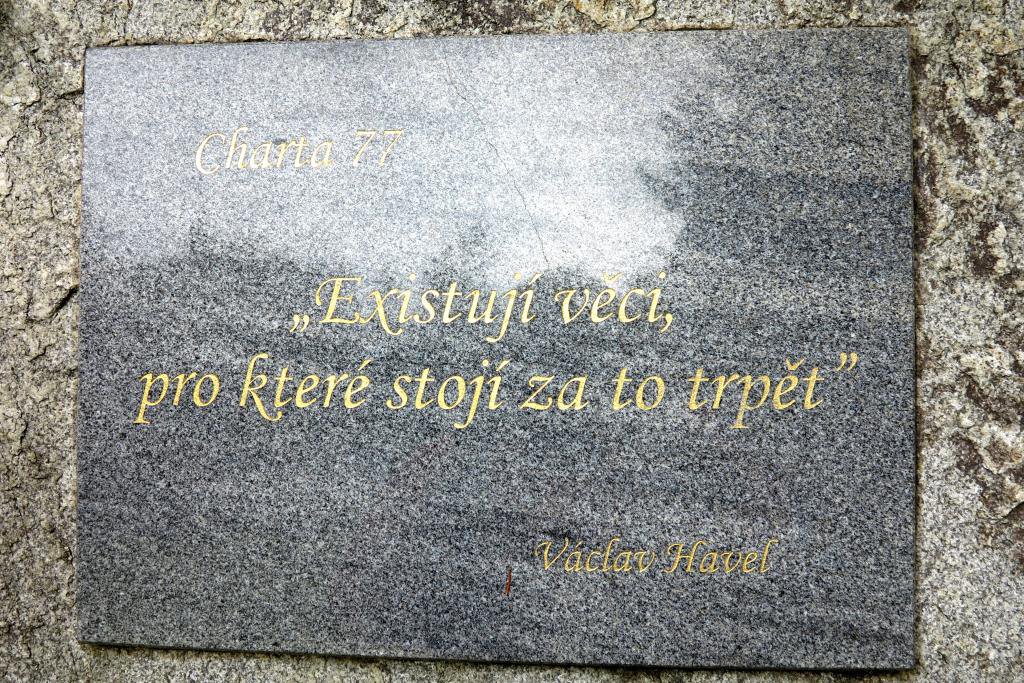 Charta 77
„Existují věci,
pro které stojí za to trpět”
Václav Havel